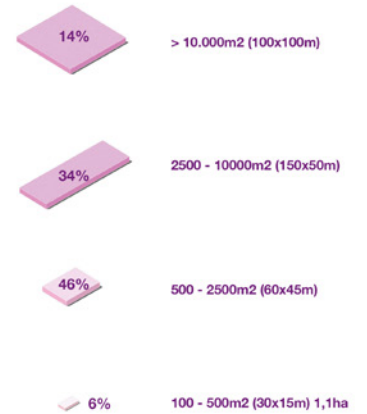 14% > 10.000m2 (100x100m)
34% 2500 - 10000m2 (150x50m)
46% 500 - 2500m2 (60x45m)
6% 100 - 500m2 (30x15m) 1,1ha